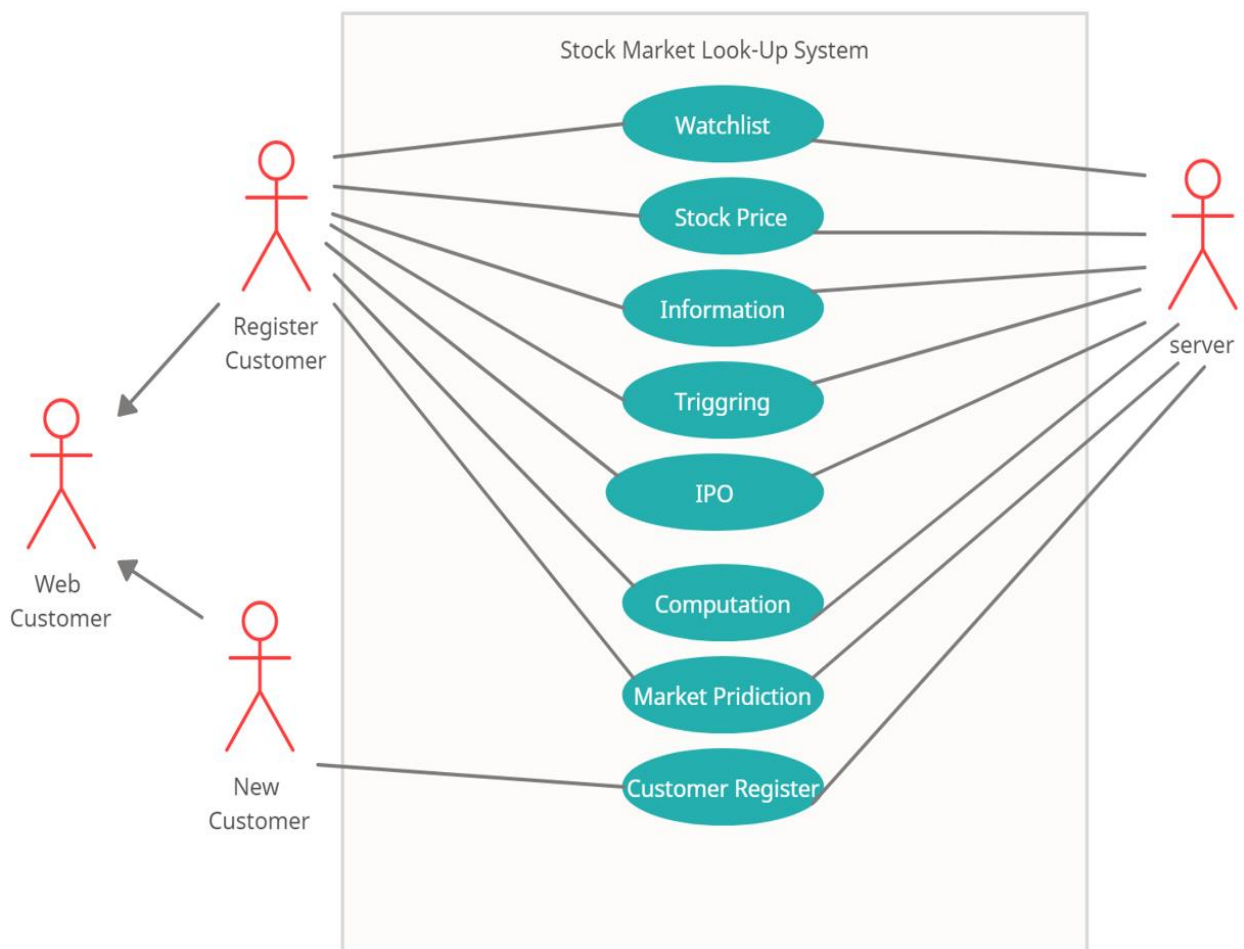 Stock Market Look-Up System
Watchlist
Stock Price
Information
Triggring
IPO
Computation
Market Pridiction
Customer Register
Register
Customer
Web
Customer
New
Customer
server